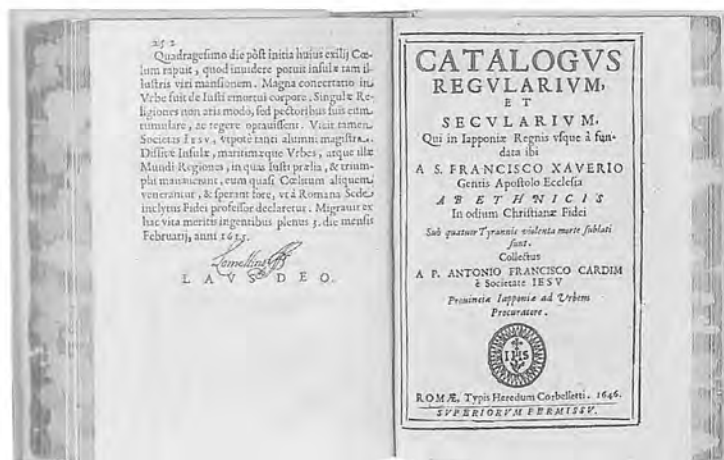 252
Quadragesimo die pòst initia huius exilij Cœ-
lum rapuit, quod inuidere potuit insulæ tam il-
lustris viri mansionem. Magna concertatio in
Vrbe fuit de Iusti emortui corpore. Singulæ Re-
ligiones non aris modo, sed pectoribus suis eum
tumulare, ac tegere optauissent. Vicit tamen
Societas IESV, vtpote tanti alumni magistra.
Dissitæ Insulæ, maritimæque Vrbes, atque illæ
Mundi Regiones, in quas Iusti prælia, & trium-
phi manauerant, eum quasi Cœlitum aliquem
venerantur, & sperant fore, vt à Romana Sede
inclytus Fidei professor declaretur. Migrauit ex
hac vita meritis ingentibus plenus 5. die mensis
Februarij, anni 1615.
Lomellinus
LAVS DEO.
CATALOGVS
REGVLARIVM,
ET
SECVLARIVM,
Qui in Iapponiæ Regnis vsque à fun-
data ibi
A S. FRANCISCO XAVERIO
Gentis Apostolo Ecclesia
AB ETHNICIS
In odium Christianæ Fidei
Sub quatuor Tyrannis violenta morte sublati
sunt.
Collectus
A P. ANTONIO FRANCISCO CARDIM
è Societate IESV
Prouinciæ Iapponiæ ad Vrbem
Procuratore.
IHS
ROMÆ, Typis Heredum Corbelletti. 1646.
SVPERIORVM PERMISSV.